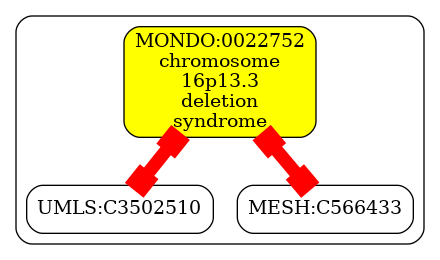 MONDO:0022752
chromosome
16p13.3
deletion
syndrome
UMLS:C3502510
MESH:C566433